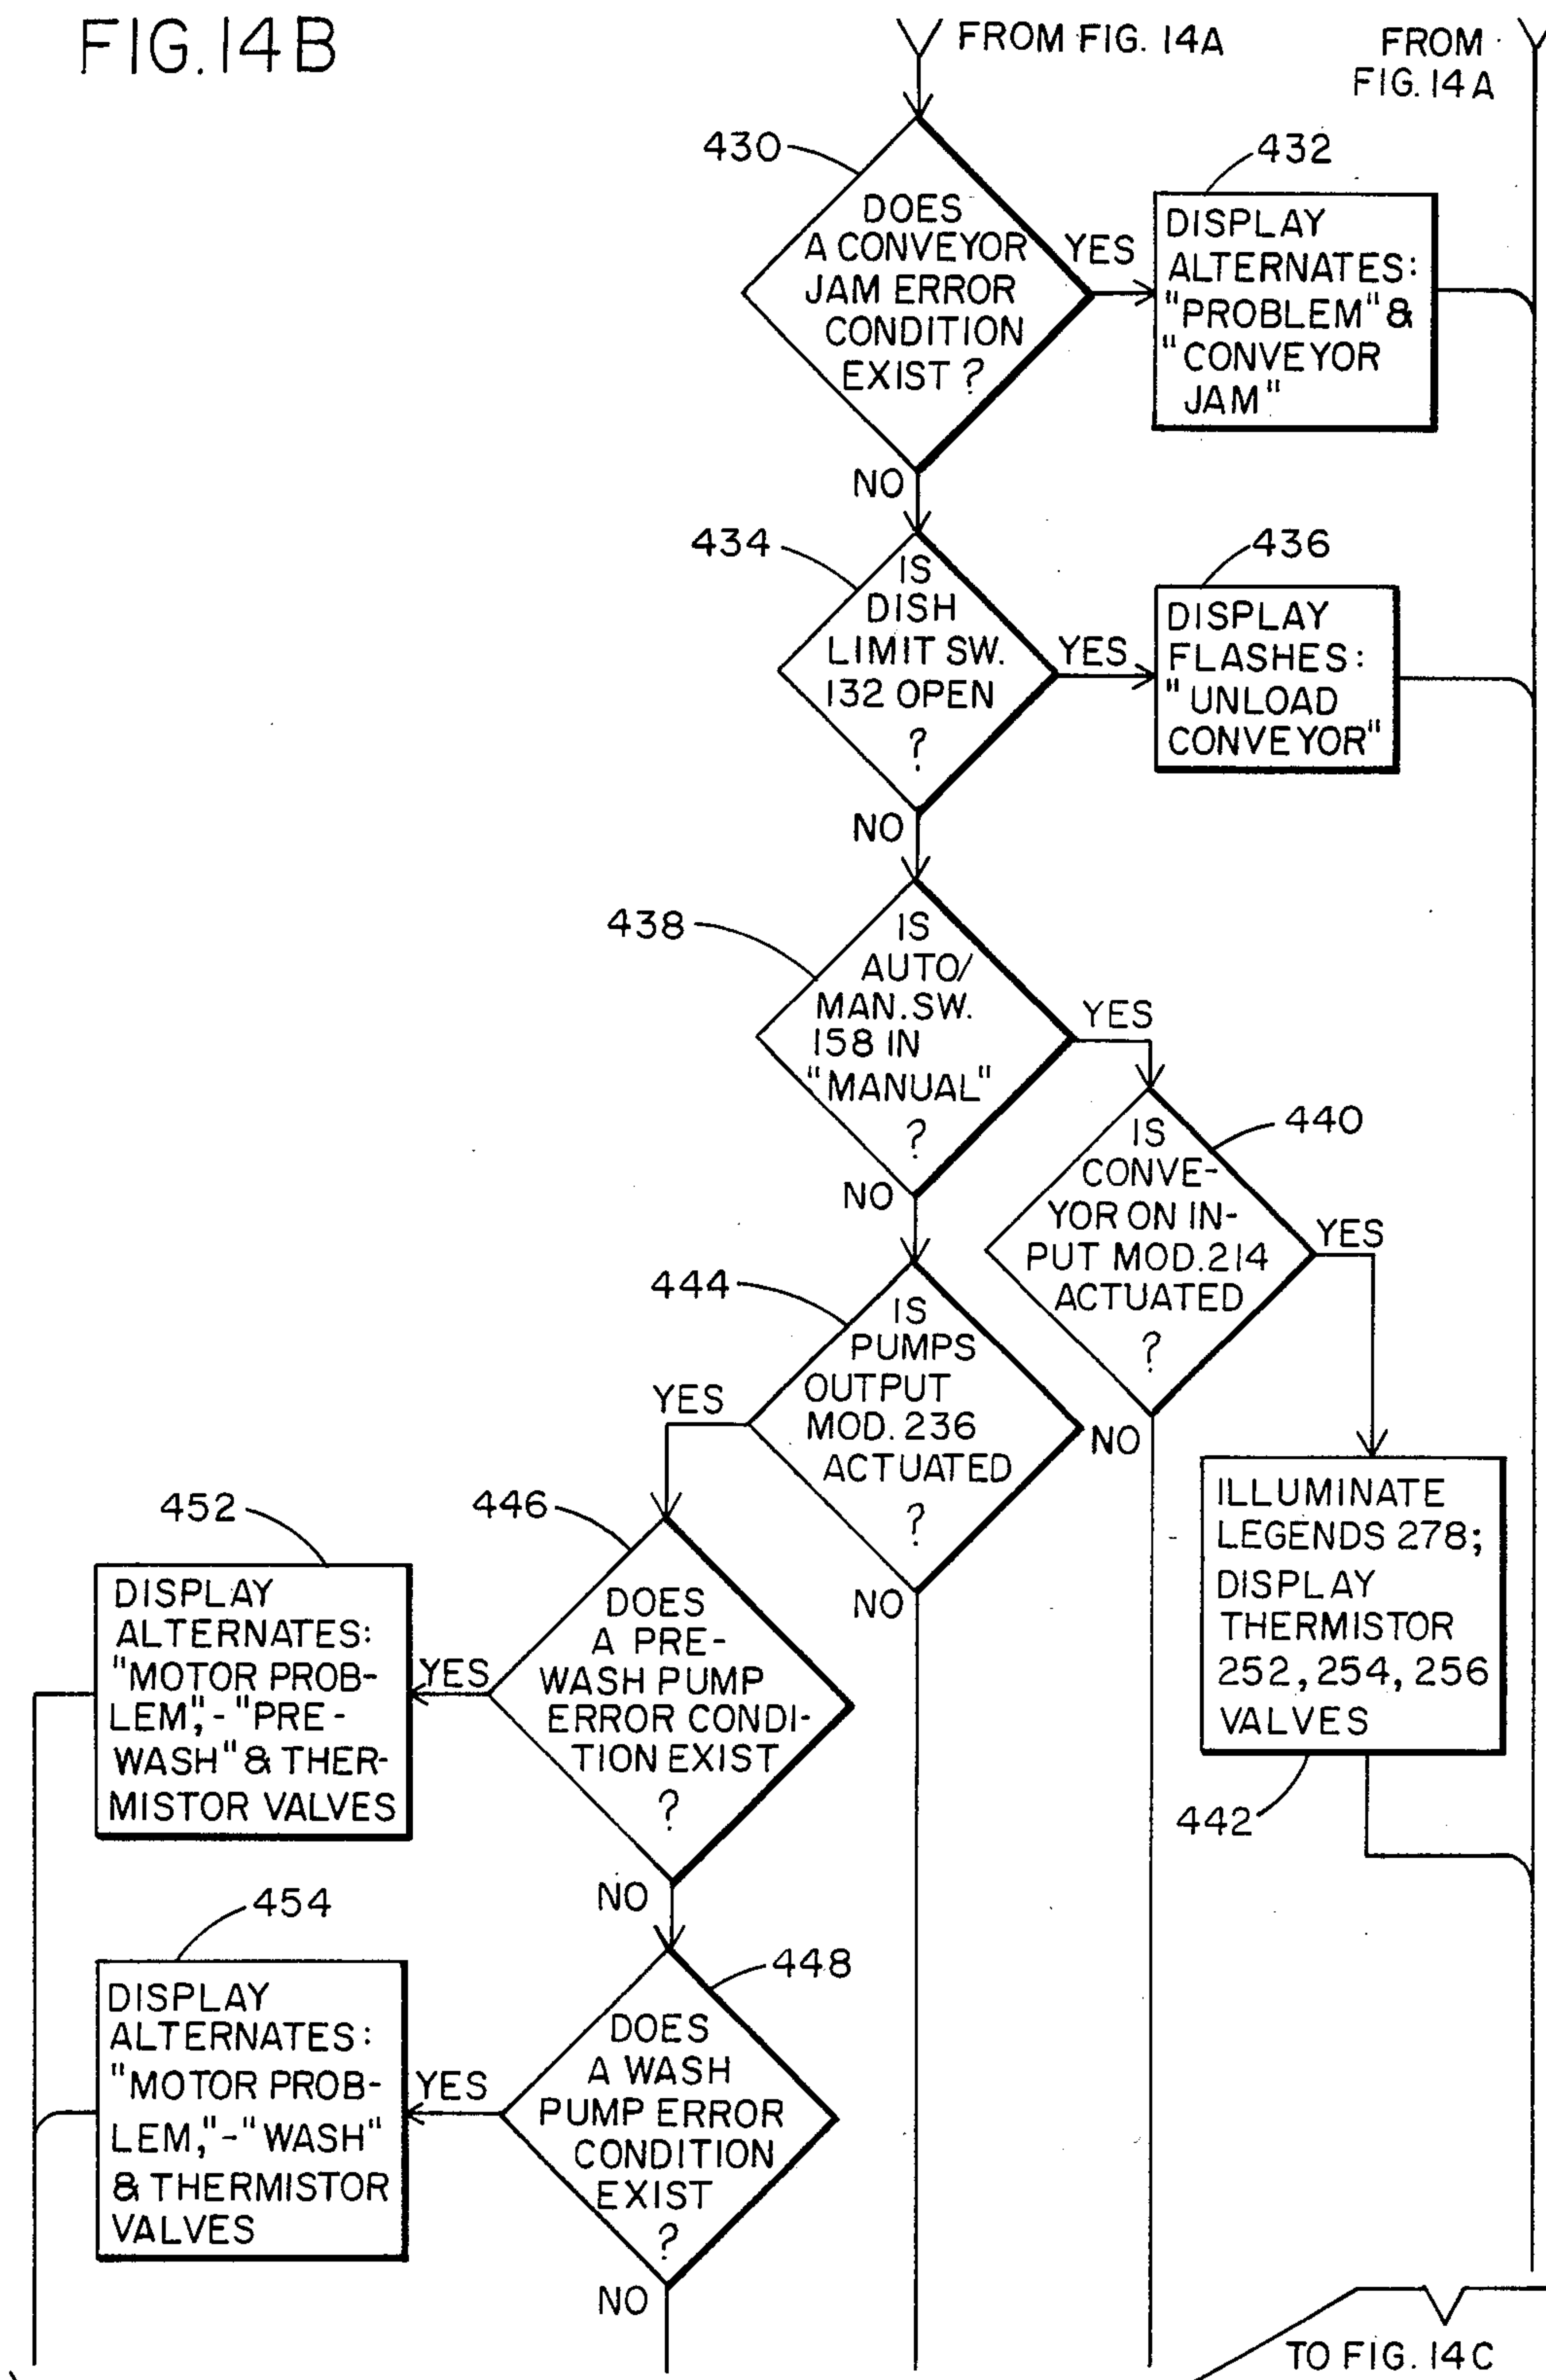 FIG. 14B
FROM FIG. 14A
FROM
FIG. 14A
430
DOES
A CONVEYOR
JAM ERROR
CONDITION
EXIST ?
YES
432
DISPLAY
ALTERNATES:
"PROBLEM" &
"CONVEYOR
JAM"
NO
434
IS
DISH
LIMIT SW.
132 OPEN
?
YES
436
DISPLAY
FLASHES:
"UNLOAD
CONVEYOR"
NO
438
IS
AUTO/
MAN. SW.
158 IN
"MANUAL"
?
YES
NO
440
IS
CONVE-
YOR ON IN-
PUT MOD. 214
ACTUATED
?
YES
NO
442
ILLUMINATE
LEGENDS 278;
DISPLAY
THERMISTOR
252, 254, 256
VALVES
444
IS
PUMPS
OUTPUT
MOD. 236
ACTUATED
?
YES
NO
446
DOES
A PRE-
WASH PUMP
ERROR CONDI-
TION EXIST
?
YES
452
DISPLAY
ALTERNATES:
"MOTOR PROB-
LEM,"-"PRE-
WASH" & THER-
MISTOR VALVES
NO
448
DOES
A WASH
PUMP ERROR
CONDITION
EXIST
?
YES
454
DISPLAY
ALTERNATES:
"MOTOR PROB-
LEM,"-"WASH"
& THERMISTOR
VALVES
NO
TO FIG. 14C